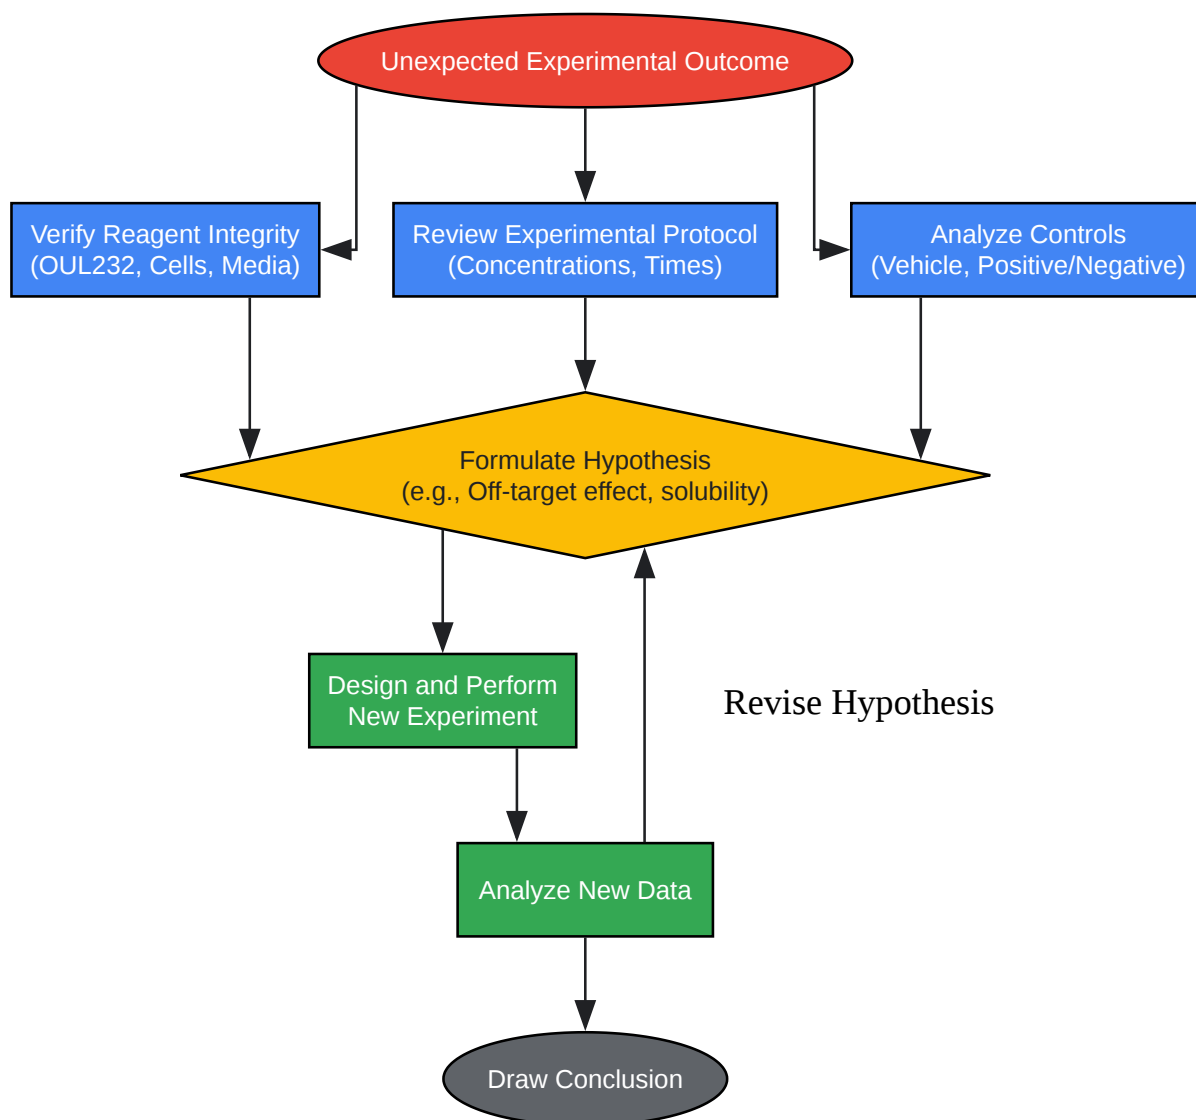 Unexpected Experimental Outcome
Verify Reagent Integrity
(OUL232, Cells, Media)
Review Experimental Protocol
(Concentrations, Times)
Analyze Controls
(Vehicle, Positive/Negative)
Formulate Hypothesis
(e.g., Off-target effect, solubility)
Design and Perform
New Experiment
Revise Hypothesis
Analyze New Data
Draw Conclusion